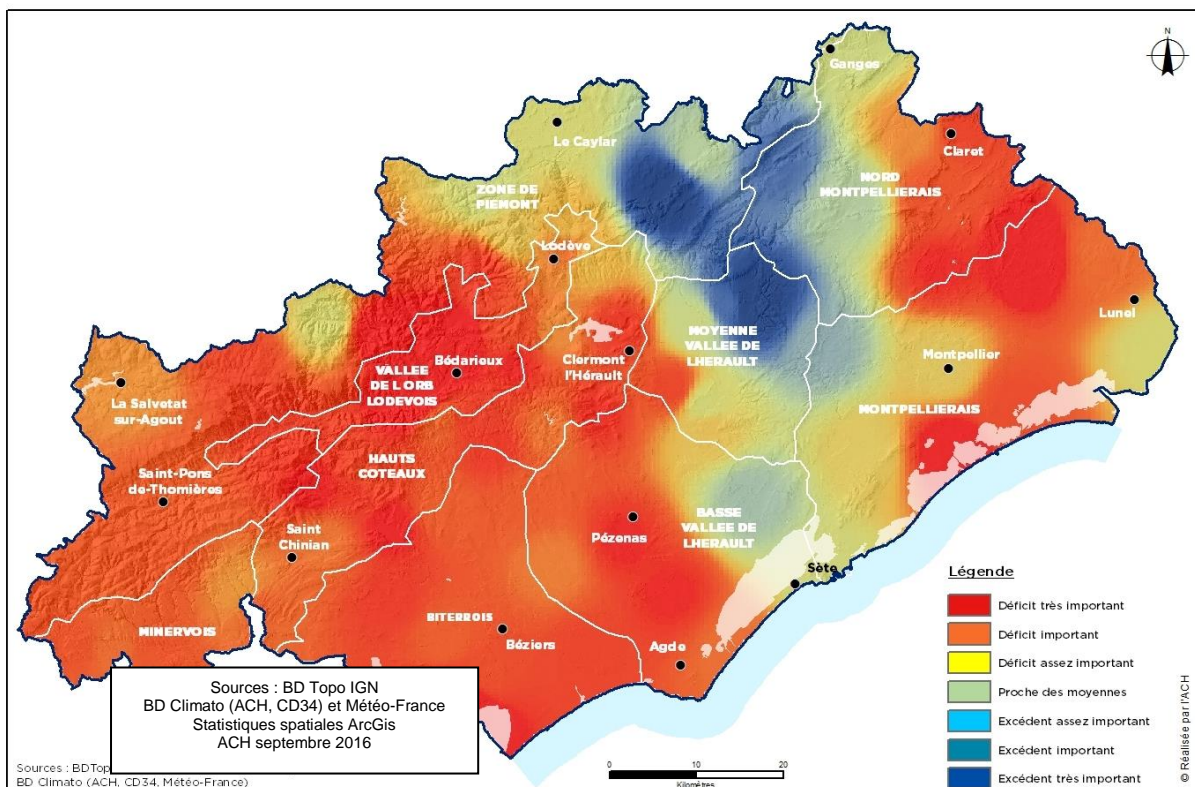 N
Ganges
Le Caylar
Claret
ZONE DE
PIEMONT
NORD
MONTPELLIERAIS
Lodève
Lunel
MOYENNE
VALLEE DE
LHERAULT
Clermont
l'Hérault
Montpellier
Bédarieux
VALLEE
DE L ORB
LODEVOIS
La Salvetat
sur-Agout
MONTPELLIERAIS
HAUTS
COTEAUX
Saint-Pons
de-Thomières
BASSE
VALLEE DE
LHERAULT
Pézenas
Saint
Chinian
Sète
BITERROIS
Béziers
MINERVOIS
Agde
Légende
Déficit très important
Déficit important
Déficit assez important
Proche des moyennes
Excédent assez important
Excédent important
Excédent très important
Sources : BD Topo IGN
BD Climato (ACH, CD34) et Météo-France
Statistiques spatiales ArcGis
ACH septembre 2016
Sources : BDTop
BD Climato (ACH, CD34, Météo-France)
0 10 20
Kilomètres
© Réalisée par l'ACH